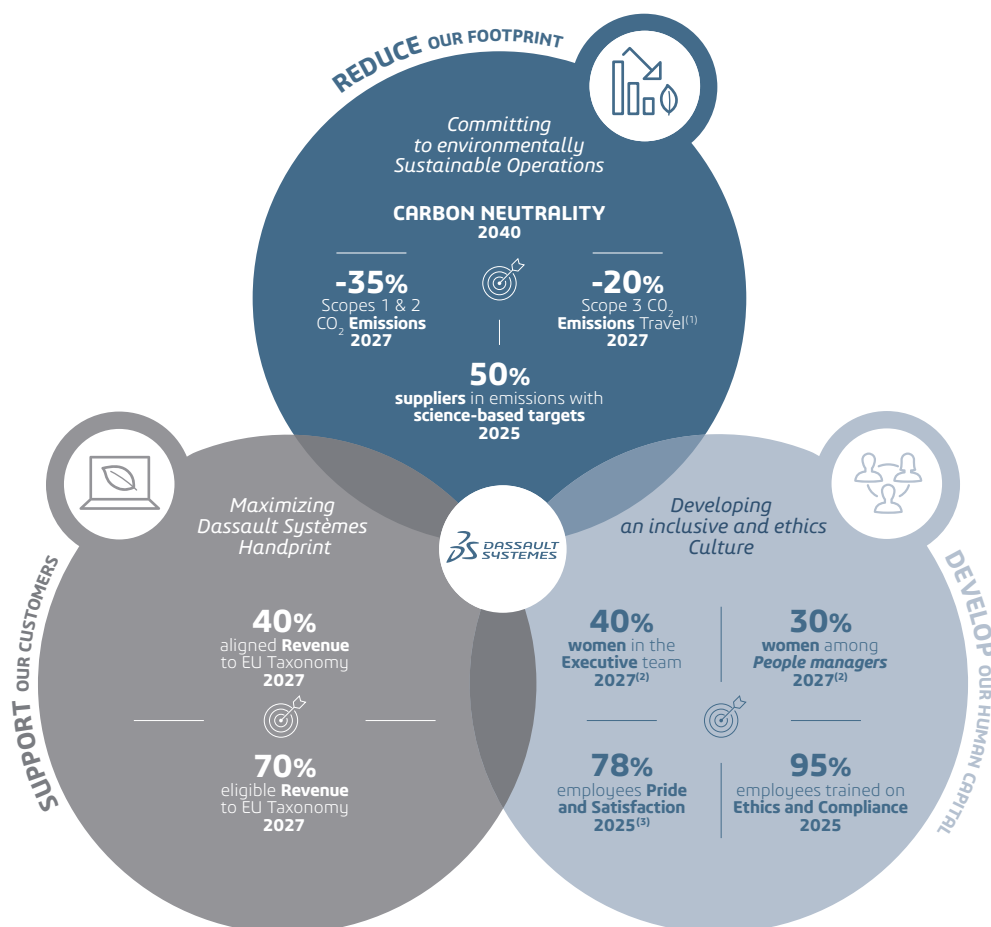 REDUCE OUR FOOTPRINT
Committing
to environmentally
Sustainable Operations
CARBON NEUTRALITY
2040
-35%
Scopes 1 & 2
CO₂ Emissions
2027
-20%
Scope 3 CO₂
Emissions Travel⁽¹⁾
2027
50%
suppliers in emissions with
science-based targets
2025
SUPPORT OUR CUSTOMERS
Maximizing
Dassault Systèmes
Handprint
40%
aligned Revenue
to EU Taxonomy
2027
70%
eligible Revenue
to EU Taxonomy
2027
DASSAULT
SYSTEMES
DEVELOP OUR HUMAN CAPITAL
Developing
an inclusive and ethics
Culture
40%
women in the
Executive team
2027⁽²⁾
30%
women among
People managers
2027⁽²⁾
78%
employees Pride
and Satisfaction
2025⁽³⁾
95%
employees trained on
Ethics and Compliance
2025